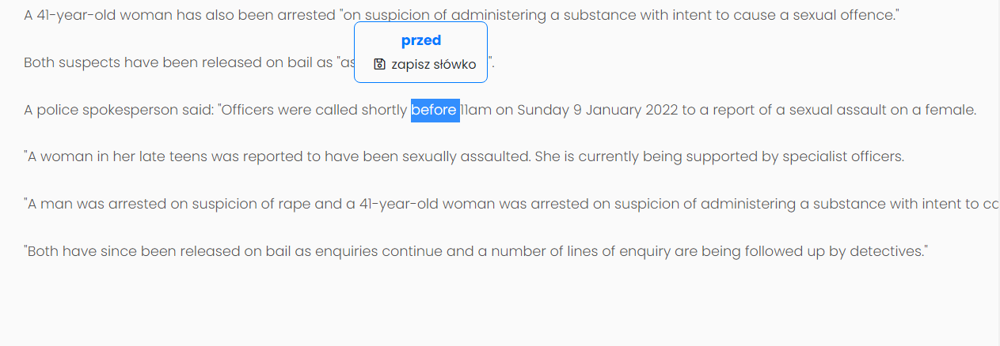 A 41-year-old woman has also been arrested "on suspicion of administering a substance with intent to cause a sexual offence."
przed
Both suspects have been released on bail as "as
zapisz słówko
".
A police spokesperson said: "Officers were called shortly before 11am on Sunday 9 January 2022 to a report of a sexual assault on a female.
"A woman in her late teens was reported to have been sexually assaulted. She is currently being supported by specialist officers.
"A man was arrested on suspicion of rape and a 41-year-old woman was arrested on suspicion of administering a substance with intent to
"Both have since been released on bail as enquiries continue and a number of lines of enquiry are being followed up by detectives."